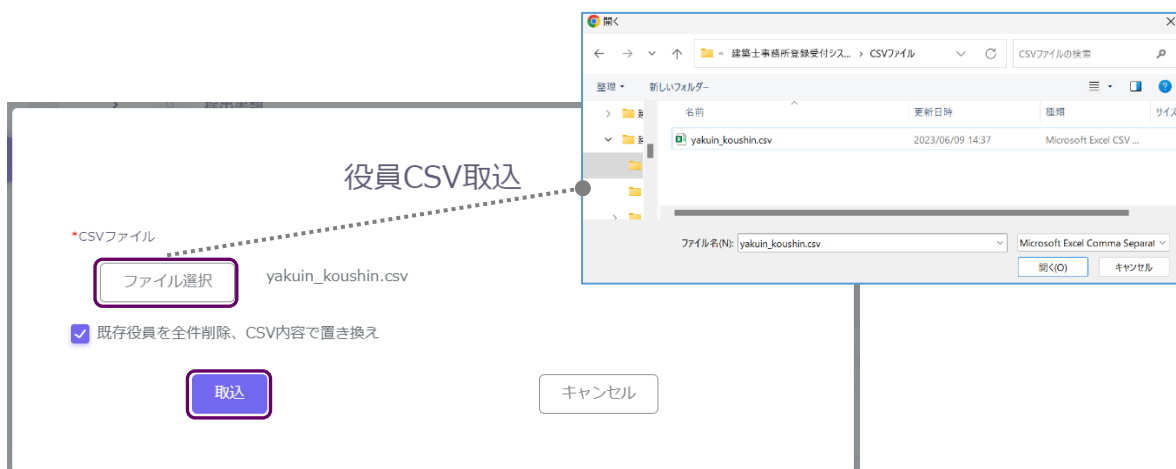 開く
建築士事務所登録受付シス... › CSVファイル
CSVファイルの検索
整理
新しいフォルダー
名前
更新日時
種類
サイズ
yakuin_koushin.csv
2023/06/09 14:37
Microsoft Excel CSV ...
ファイル名(N):
yakuin_koushin.csv
Microsoft Excel Comma Separat
開く(O)
キャンセル
役員CSV取込
*CSVファイル
ファイル選択
yakuin_koushin.csv
既存役員を全件削除、CSV内容で置き換え
取込
キャンセル